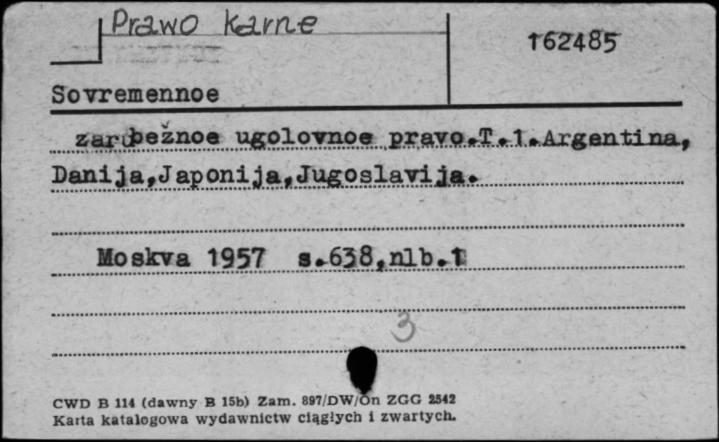 Prawo Karne
162485
Sovremennoe
zarubežnoe ugolovnoe pravo.T.1.Argentina,
Danija,Japonija,Jugoslavija.
Moskva 1957 s.638,nlb.1
3
CWD B 114 (dawny B 15b) Zam. 897/DW/On ZGG 2542
Karta katalogowa wydawnictw ciągłych i zwartych.